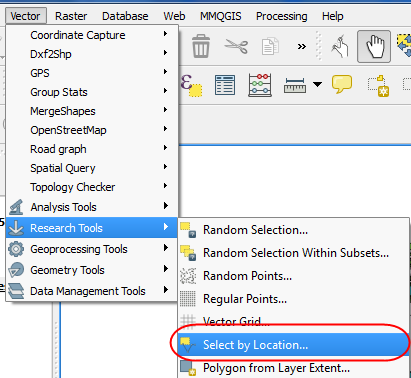 Vector Raster Database Web MMQGIS Processing Help
Coordinate Capture
Dxf2Shp
GPS
Group Stats
MergeShapes
OpenStreetMap
Road graph
Spatial Query
Topology Checker
Analysis Tools
Research Tools
Geoprocessing Tools
Geometry Tools
Data Management Tools
Random Selection...
Random Selection Within Subsets...
Random Points...
Regular Points...
Vector Grid...
Select by Location...
Polygon from Layer Extent...